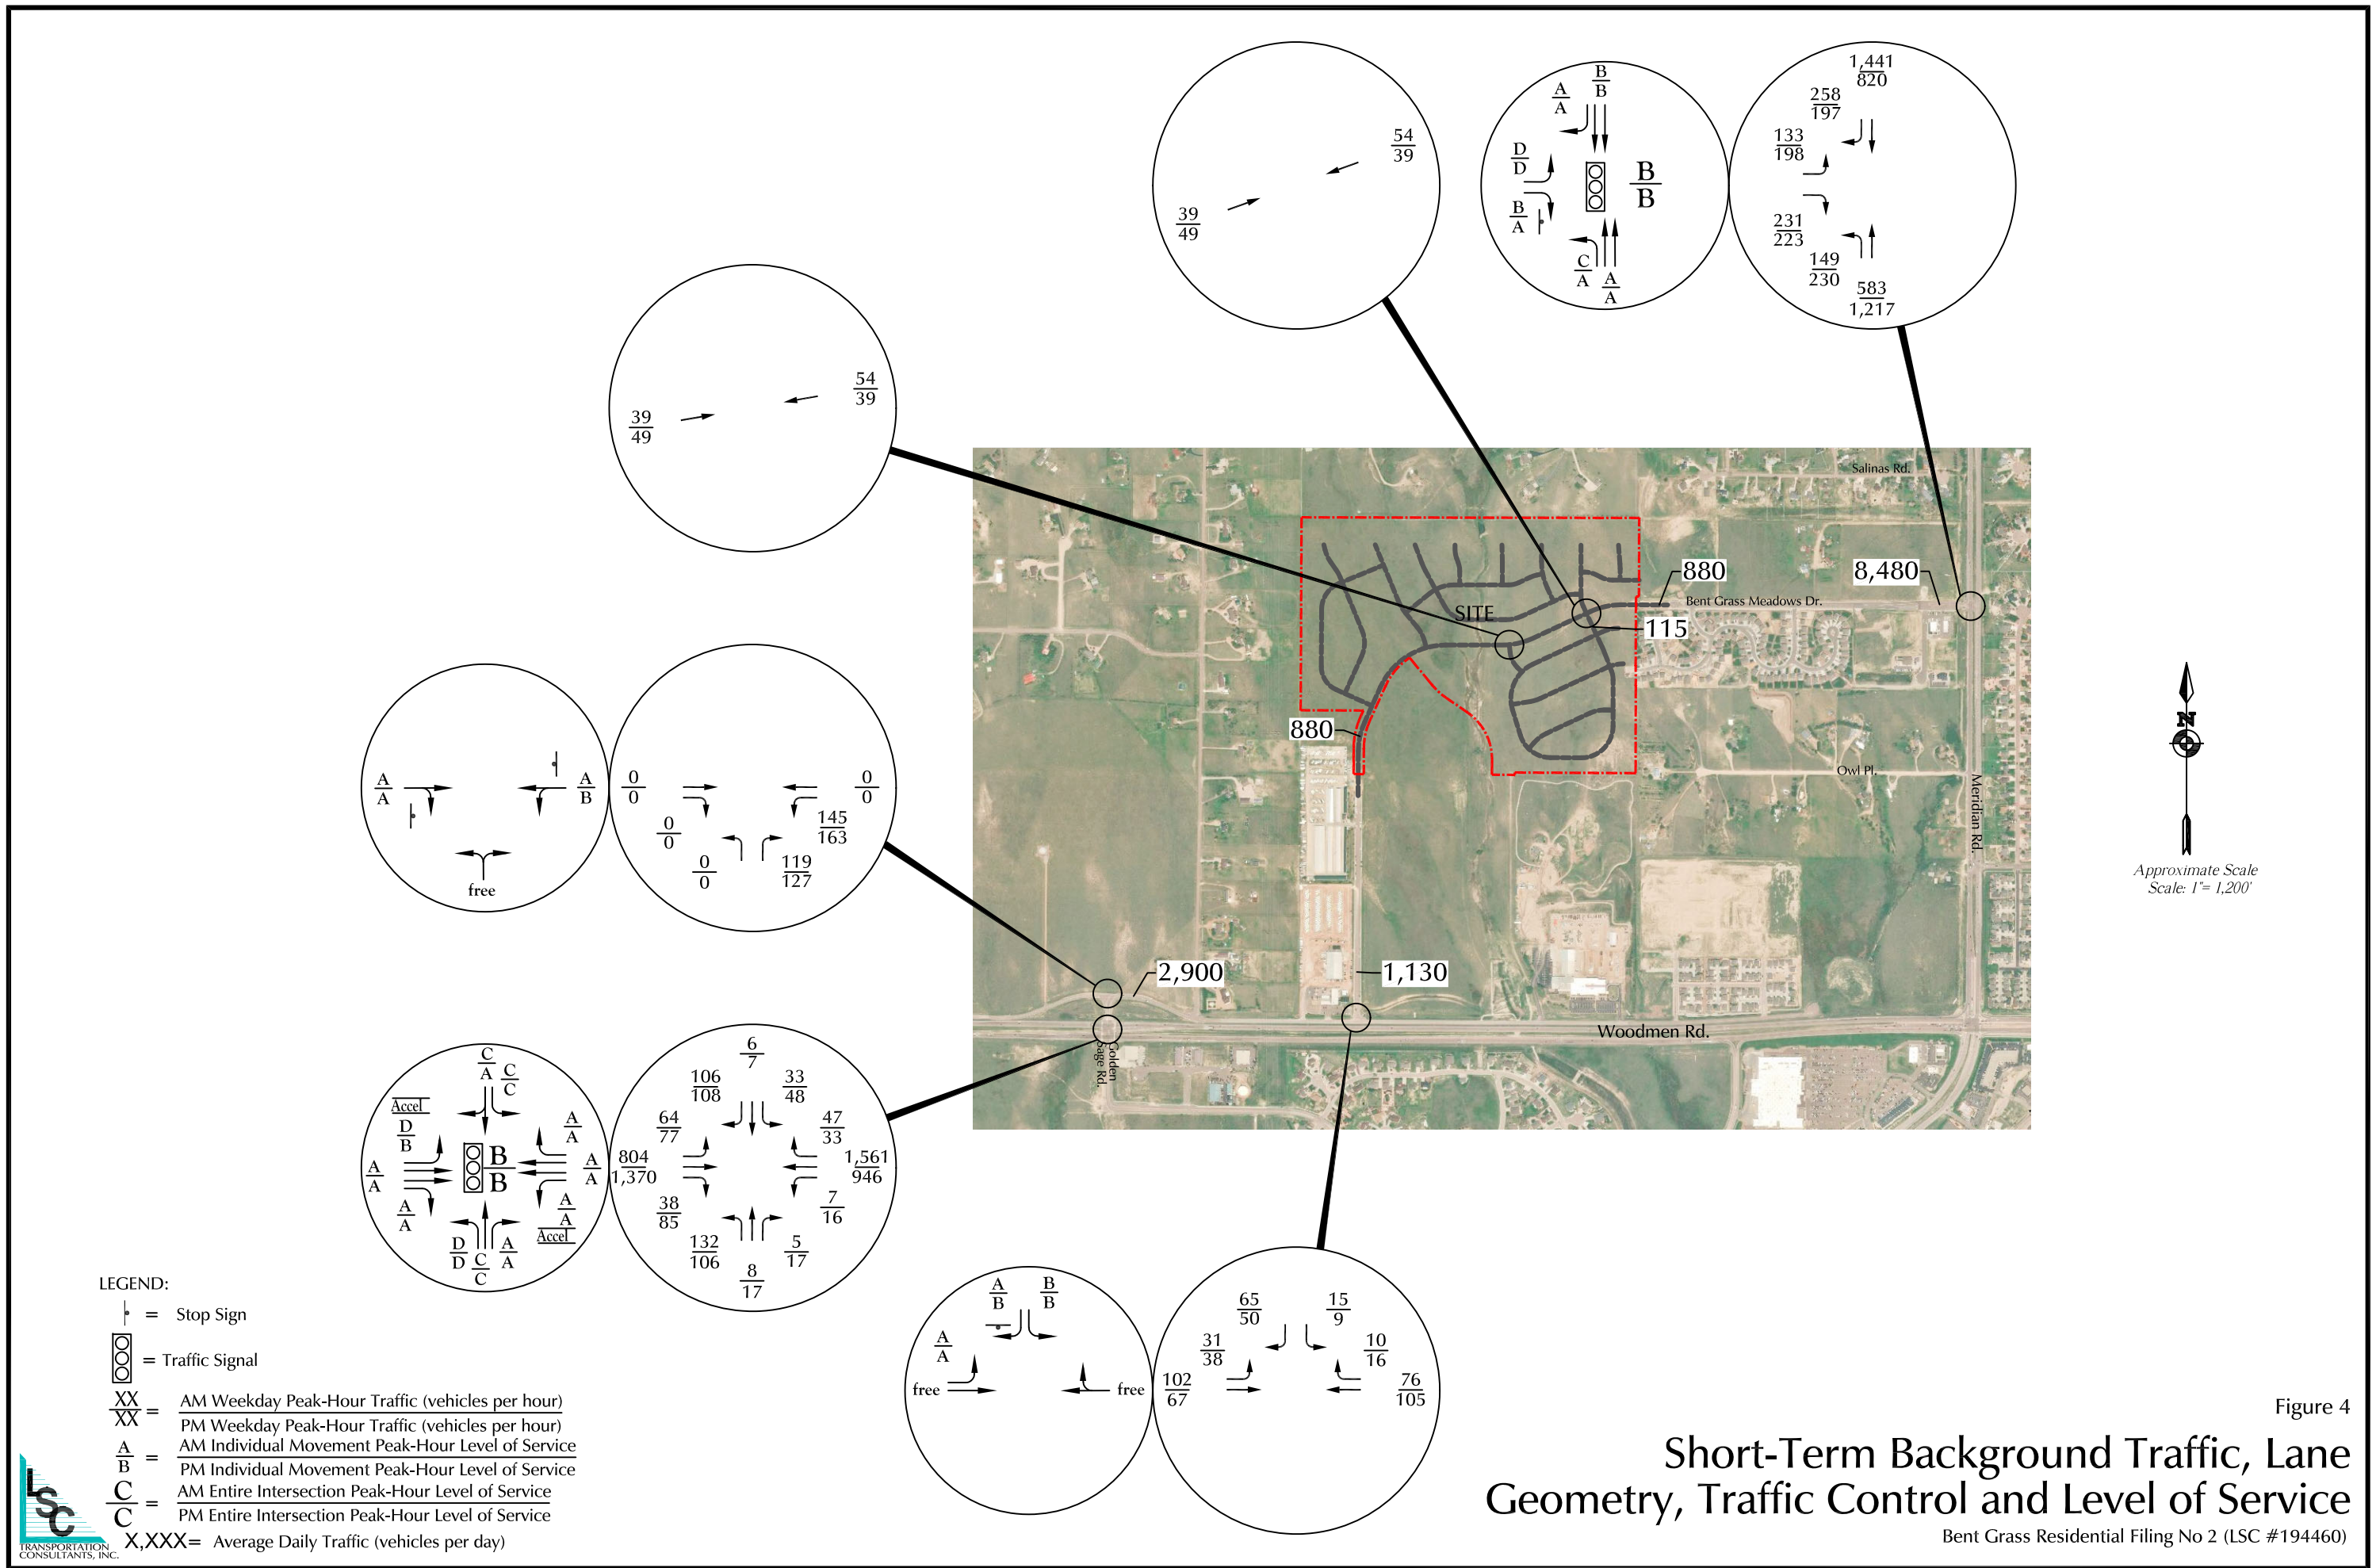 1,441
820
258
197
133
198
231
223
149
230
583
1,217
B
B
A
A
D
D
B
A
C
A
A
A
B
B
54
39
39
49
54
39
39
49
Salinas Rd.
880
8,480
Bent Grass Meadows Dr.
SITE
115
880
Owl Pl.
Meridian Rd.
2,900
1,130
Woodmen Rd.
Golden
Sage Rd.
N
Approximate Scale
Scale: 1"= 1,200'
A
A
A
B
free
0
0
0
0
0
0
0
0
145
163
119
127
C
A
C
C
Accel
D
B
A
A
A
A
A
A
A
A
A
A
Accel
B
B
D
D
C
C
A
A
6
7
106
108
33
48
64
77
47
33
804
1,370
1,561
946
38
85
7
16
132
106
5
17
8
17
A
B
B
B
A
A
free
free
65
50
15
9
31
38
10
16
102
67
76
105
LEGEND:
= Stop Sign
= Traffic Signal
XX
XX
= AM Weekday Peak-Hour Traffic (vehicles per hour)
PM Weekday Peak-Hour Traffic (vehicles per hour)
A
B
= AM Individual Movement Peak-Hour Level of Service
PM Individual Movement Peak-Hour Level of Service
C
C
= AM Entire Intersection Peak-Hour Level of Service
PM Entire Intersection Peak-Hour Level of Service
X,XXX= Average Daily Traffic (vehicles per day)
LSC
TRANSPORTATION
CONSULTANTS, INC.
Figure 4
Short-Term Background Traffic, Lane
Geometry, Traffic Control and Level of Service
Bent Grass Residential Filing No 2 (LSC #194460)